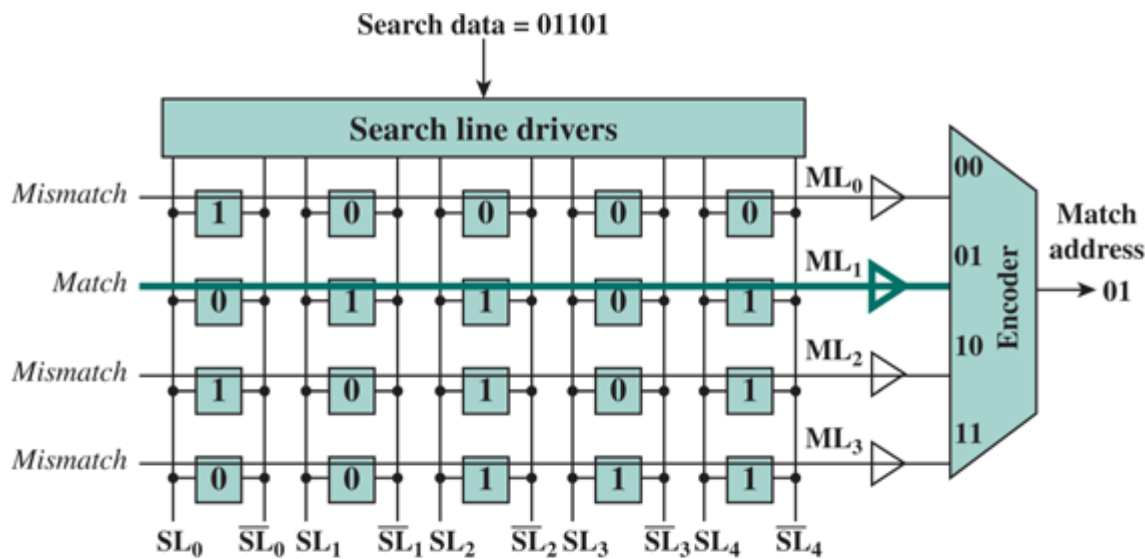 Search data = 01101
Search line drivers
Mismatch 1 0 0 0 0 ML₀ 00
Match 0 1 1 0 1 ML₁ 01
Mismatch 1 0 1 0 1 ML₂ 10
Mismatch 0 0 1 1 1 ML₃ 11
Encoder
Match
address
01
SL₀ S̅L̅₀ SL₁ S̅L̅₁ SL₂ S̅L̅₂ SL₃ S̅L̅₃ SL₄ S̅L̅₄